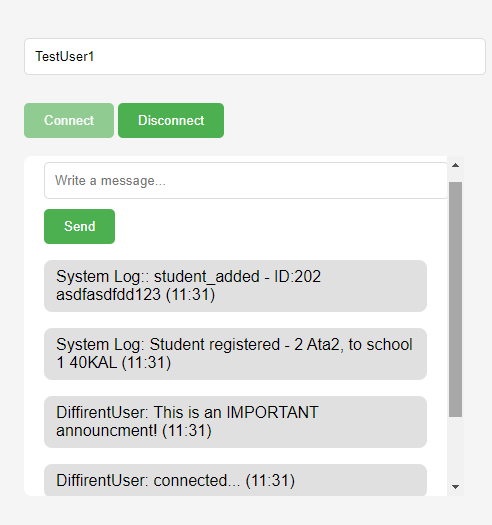 TestUser1
Connect
Disconnect
Write a message...
Send
System Log:: student_added - ID:202
asdfasdfdd123 (11:31)
System Log: Student registered - 2 Ata2, to school
1 40KAL (11:31)
DiffirentUser: This is an IMPORTANT
announcment! (11:31)
DiffirentUser: connected... (11:31)